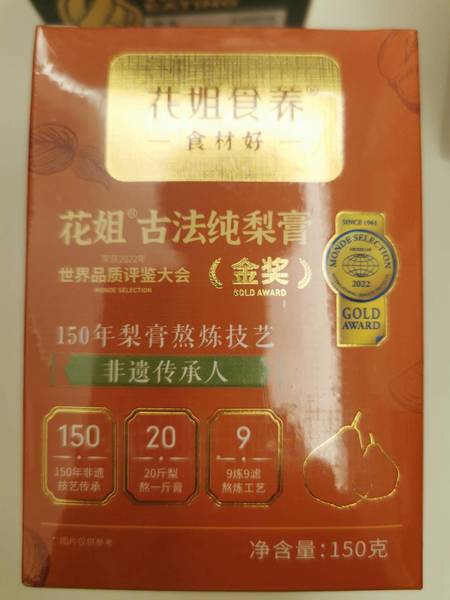 EATING
花姐食养
食材好
花姐®古法纯梨膏
荣获2022年
世界品质评鉴大会
MONDE SELECTION
金奖
GOLD AWARD
SINCE 1961
MONDE SELECTION
2022
GOLD
AWARD
150年梨膏熬炼技艺
非遗传承人
150
150年非遗
技艺传承
20
20斤梨
熬一斤膏
9
9炼9滤
熬炼工艺
*图片仅供参考
净含量:150克